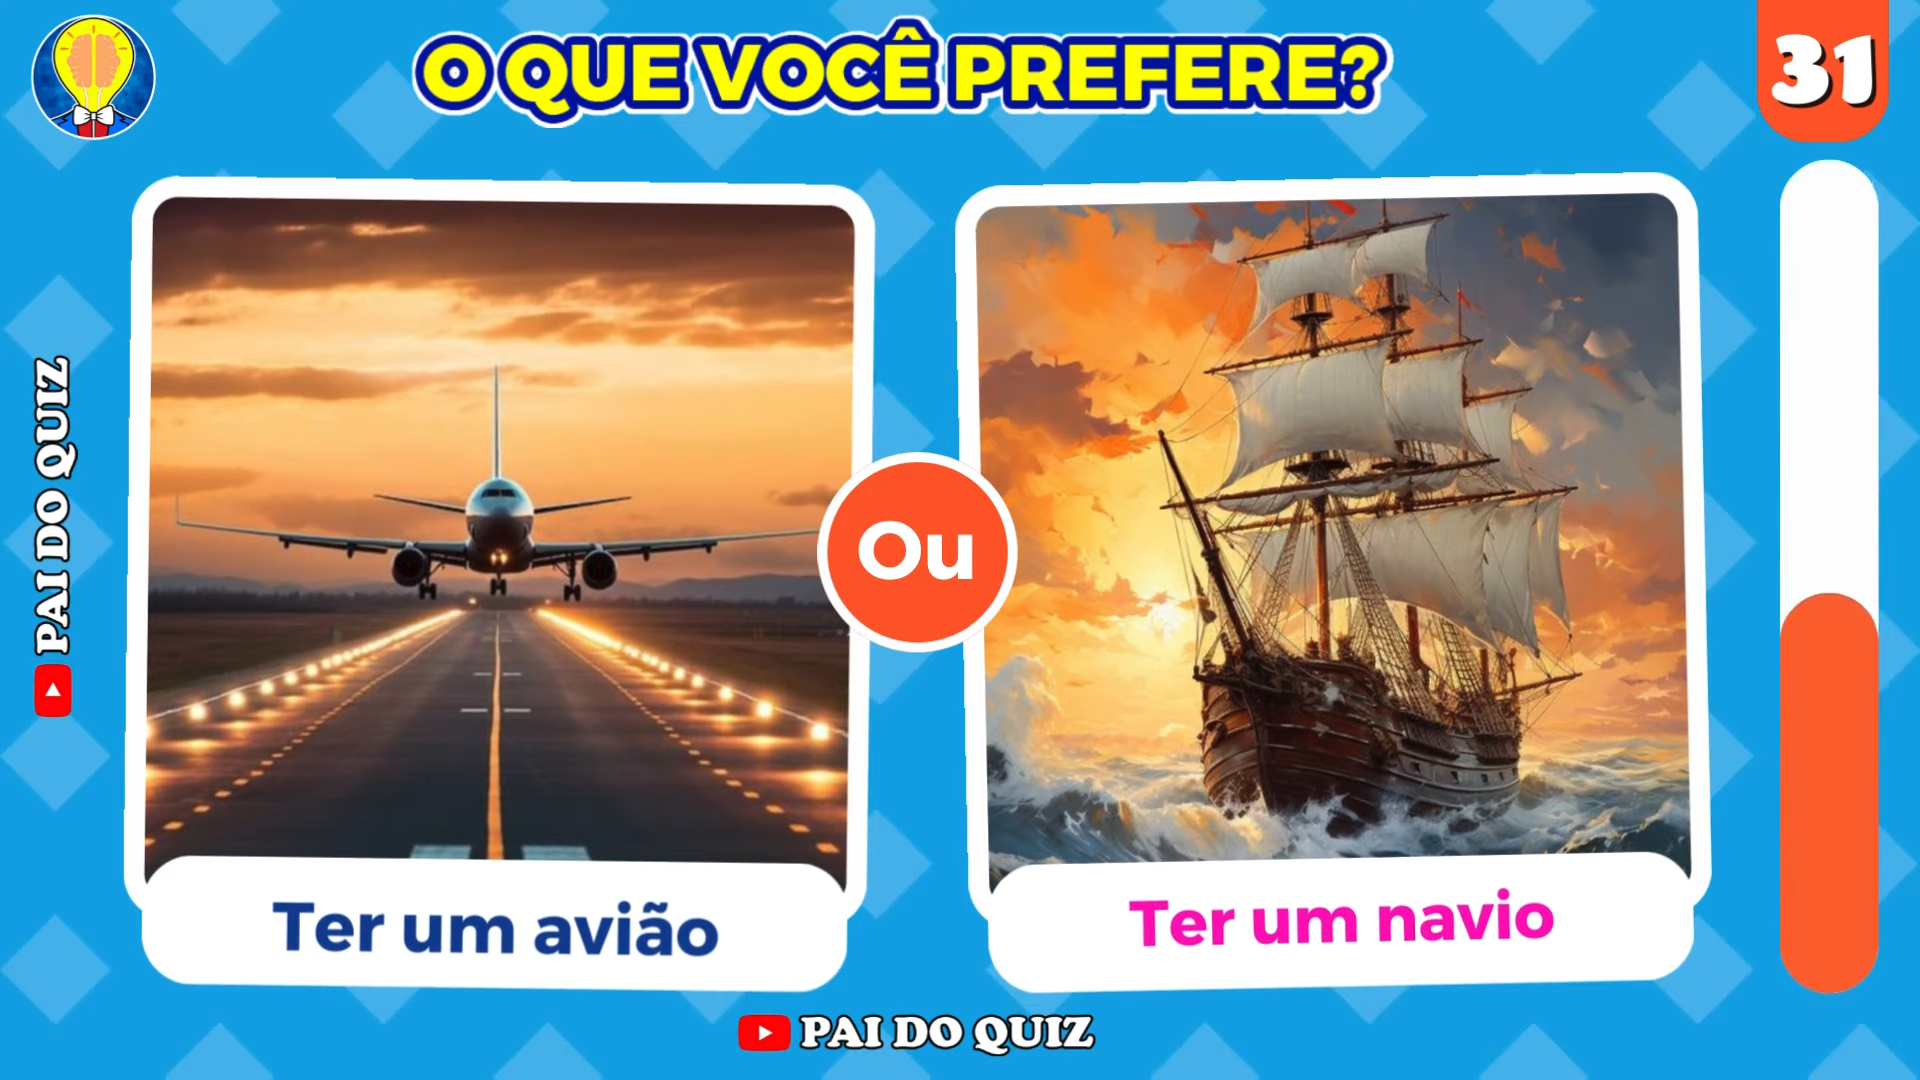 O QUE VOCÊ PREFERE?
31
PAI DO QUIZ
Ou
Ter um avião
Ter um navio
PAI DO QUIZ